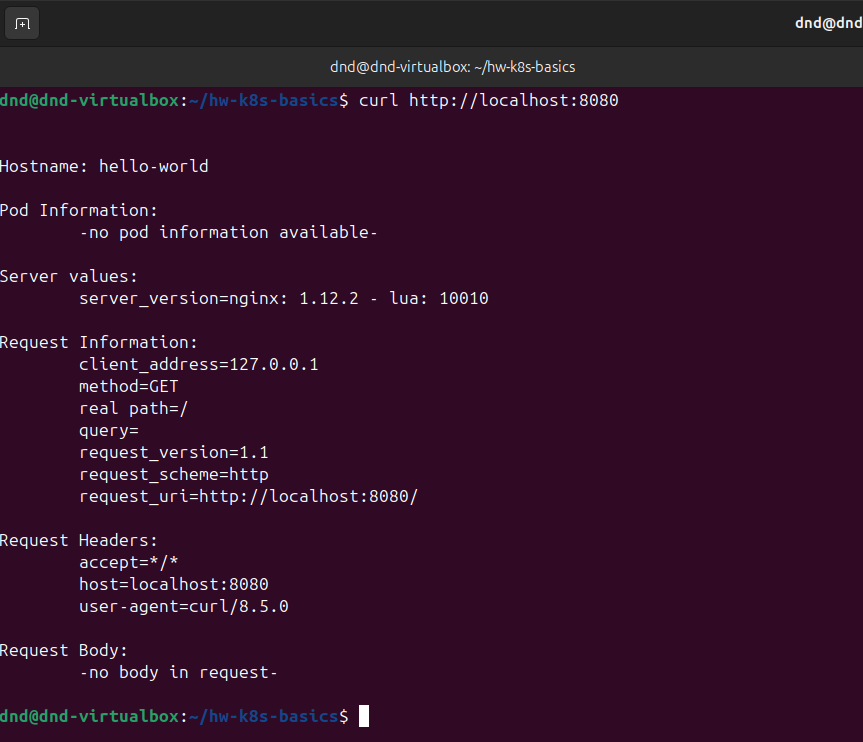 dnd@dnd
dnd@dnd-virtualbox: ~/hw-k8s-basics
dnd@dnd-virtualbox:~/hw-k8s-basics$ curl http://localhost:8080
Hostname: hello-world
Pod Information:
-no pod information available-
Server values:
server_version=nginx: 1.12.2 - lua: 10010
Request Information:
client_address=127.0.0.1
method=GET
real path=/
query=
request_version=1.1
request_scheme=http
request_uri=http://localhost:8080/
Request Headers:
accept=*/*
host=localhost:8080
user-agent=curl/8.5.0
Request Body:
-no body in request-
dnd@dnd-virtualbox:~/hw-k8s-basics$